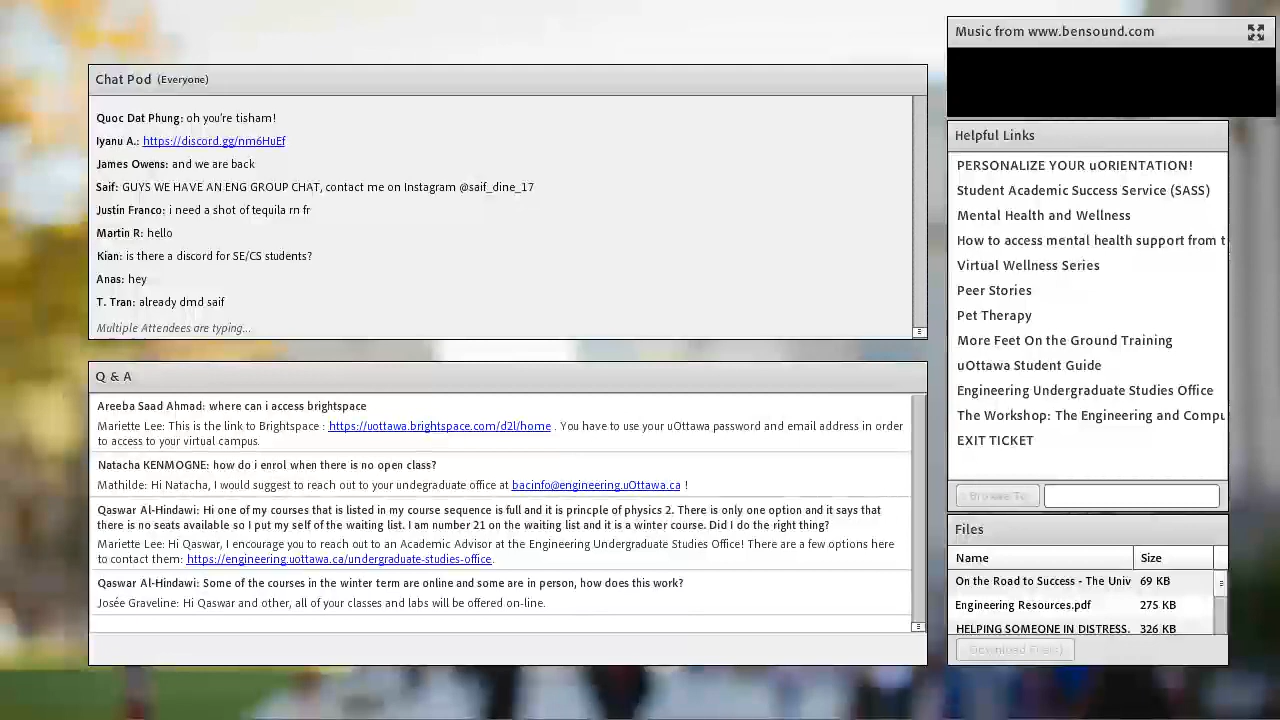 Music from www.bensound.com
Chat Pod (Everyone)
Quoc Dat Phung: oh you're tisham!
Iyanu A.: https://discord.gg/nm6HuEf
James Owens: and we are back
Saif: GUYS WE HAVE AN ENG GROUP CHAT, contact me on Instagram @saif_dine_17
Justin Franco: i need a shot of tequila rn fr
Martin R: hello
Kian: is there a discord for SE/CS students?
Anas: hey
T. Tran: already dmd saif
Multiple Attendees are typing...
Q & A
Areeba Saad Ahmad: where can i access brightspace
Mariette Lee: This is the link to Brightspace : https://uottawa.brightspace.com/d2l/home . You have to use your uOttawa password and email address in order
to access to your virtual campus.
Natacha KENMOGNE: how do i enrol when there is no open class?
Mathilde: Hi Natacha, I would suggest to reach out to your undegraduate office at bacinfo@engineering.uOttawa.ca !
Qaswar Al-Hindawi: Hi one of my courses that is listed in my course sequence is full and it is princple of physics 2. There is only one option and it says that
there is no seats available so I put my self of the waiting list. I am number 21 on the waiting list and it is a winter course. Did I do the right thing?
Mariette Lee: Hi Qaswar, I encourage you to reach out to an Academic Advisor at the Engineering Undergraduate Studies Office! There are a few options here
to contact them: https://engineering.uottawa.ca/undergraduate-studies-office.
Qaswar Al-Hindawi: Some of the courses in the winter term are online and some are in person, how does this work?
Josée Graveline: Hi Qaswar and other, all of your classes and labs will be offered on-line.
Helpful Links
PERSONALIZE YOUR uORIENTATION!
Student Academic Success Service (SASS)
Mental Health and Wellness
How to access mental health support from t
Virtual Wellness Series
Peer Stories
Pet Therapy
More Feet On the Ground Training
uOttawa Student Guide
Engineering Undergraduate Studies Office
The Workshop: The Engineering and Compu
EXIT TICKET
Browse To
Files
Name Size
On the Road to Success - The Univ 69 KB
Engineering Resources.pdf 275 KB
HELPING SOMEONE IN DISTRESS. 326 KB
Download File(s)